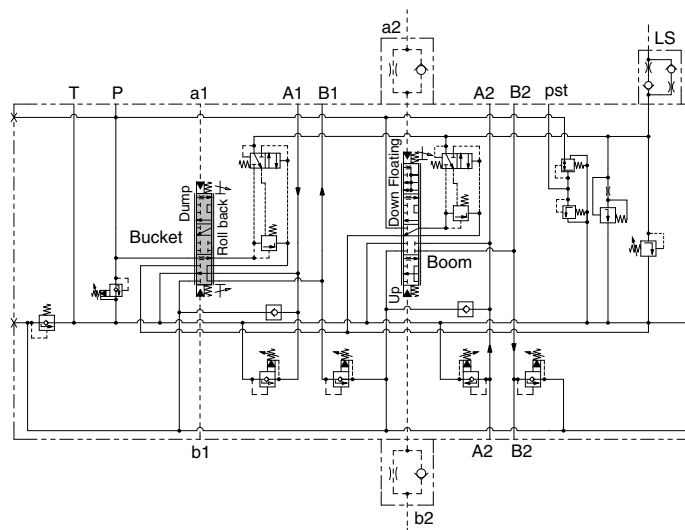 a2
LS
T
P
a1
A1
B1
A2
B2
pst
Dump
Roll back
Bucket
Down Floating
Up
Boom
b1
A2
B2
b2